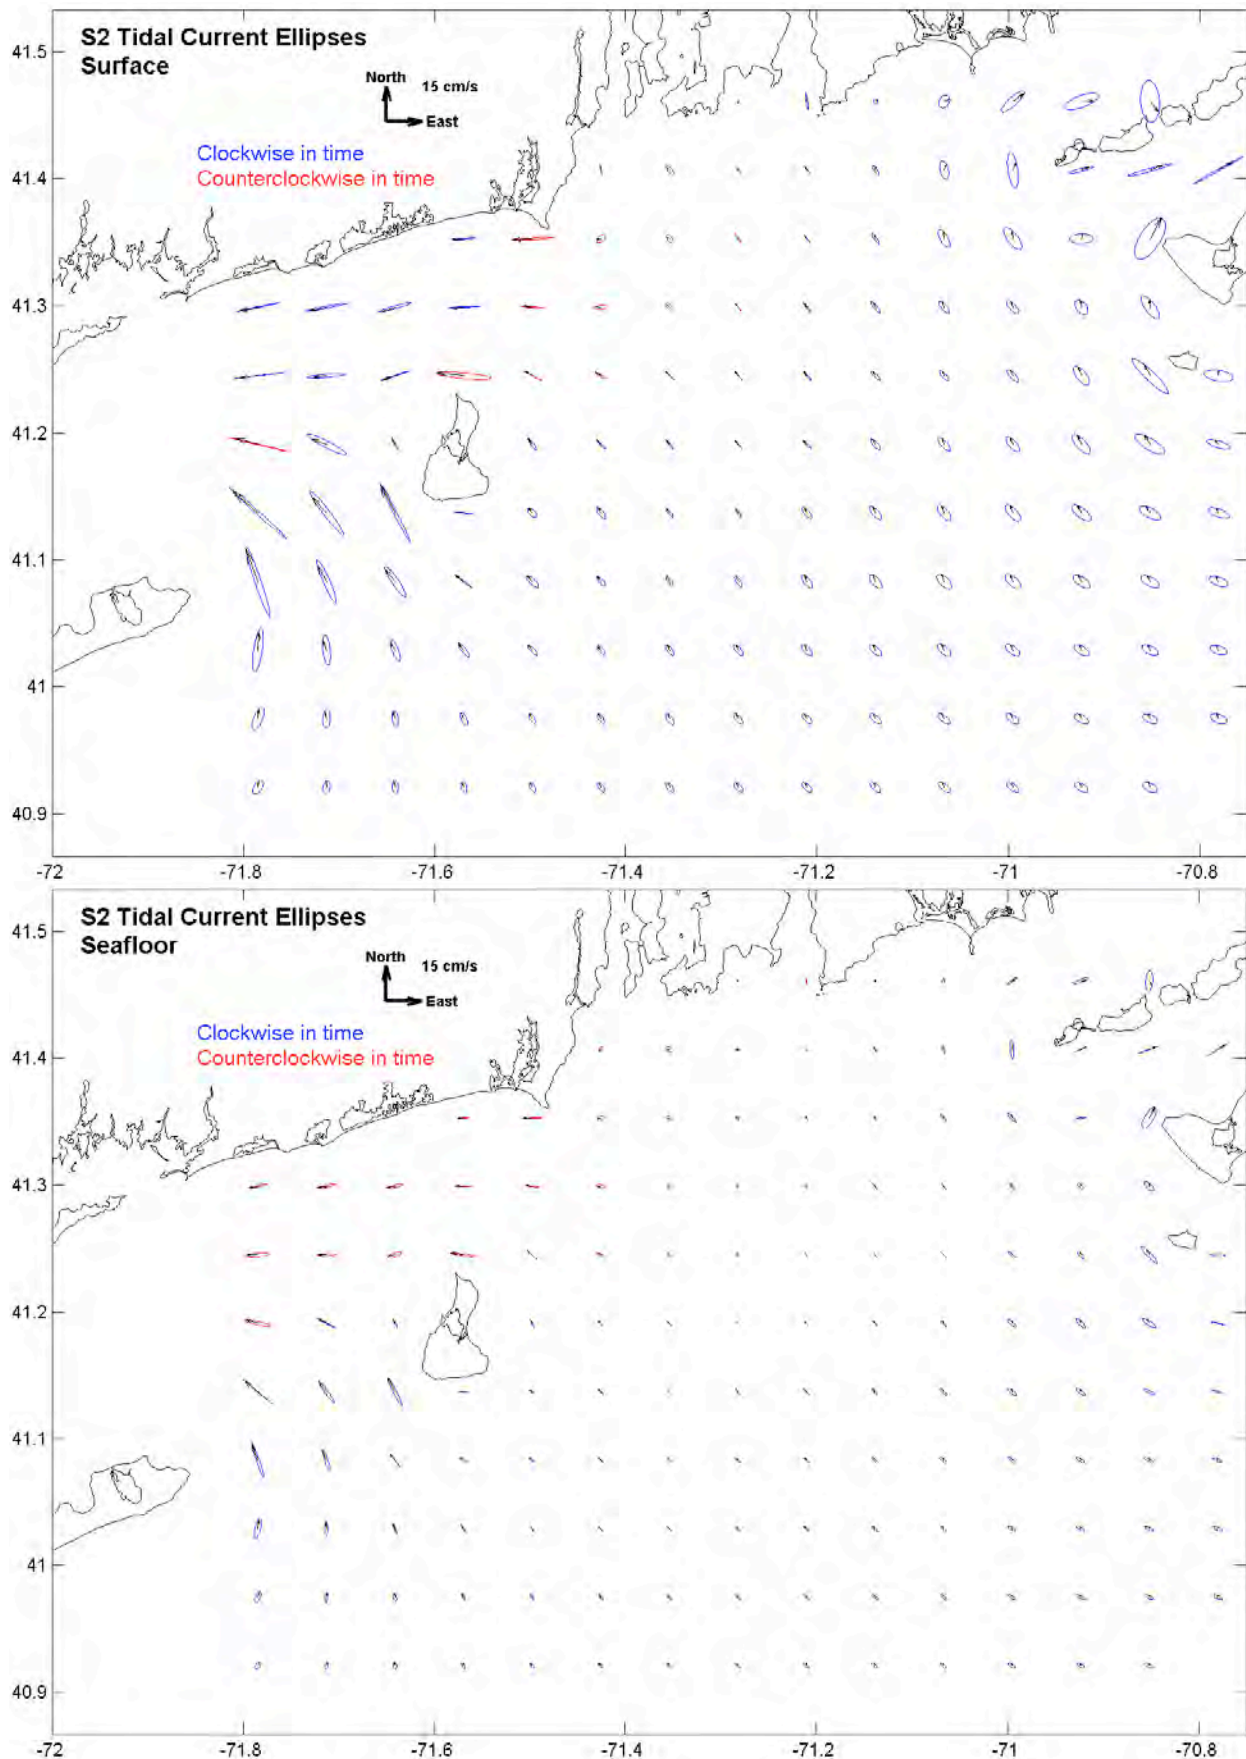 S2 Tidal Current Ellipses
Surface
North
15 cm/s
East
Clockwise in time
Counterclockwise in time
41.5
41.4
41.3
41.2
41.1
41
40.9
-72
-71.8
-71.6
-71.4
-71.2
-71
-70.8
S2 Tidal Current Ellipses
Seafloor
North
15 cm/s
East
Clockwise in time
Counterclockwise in time
41.5
41.4
41.3
41.2
41.1
41
40.9
-72
-71.8
-71.6
-71.4
-71.2
-71
-70.8